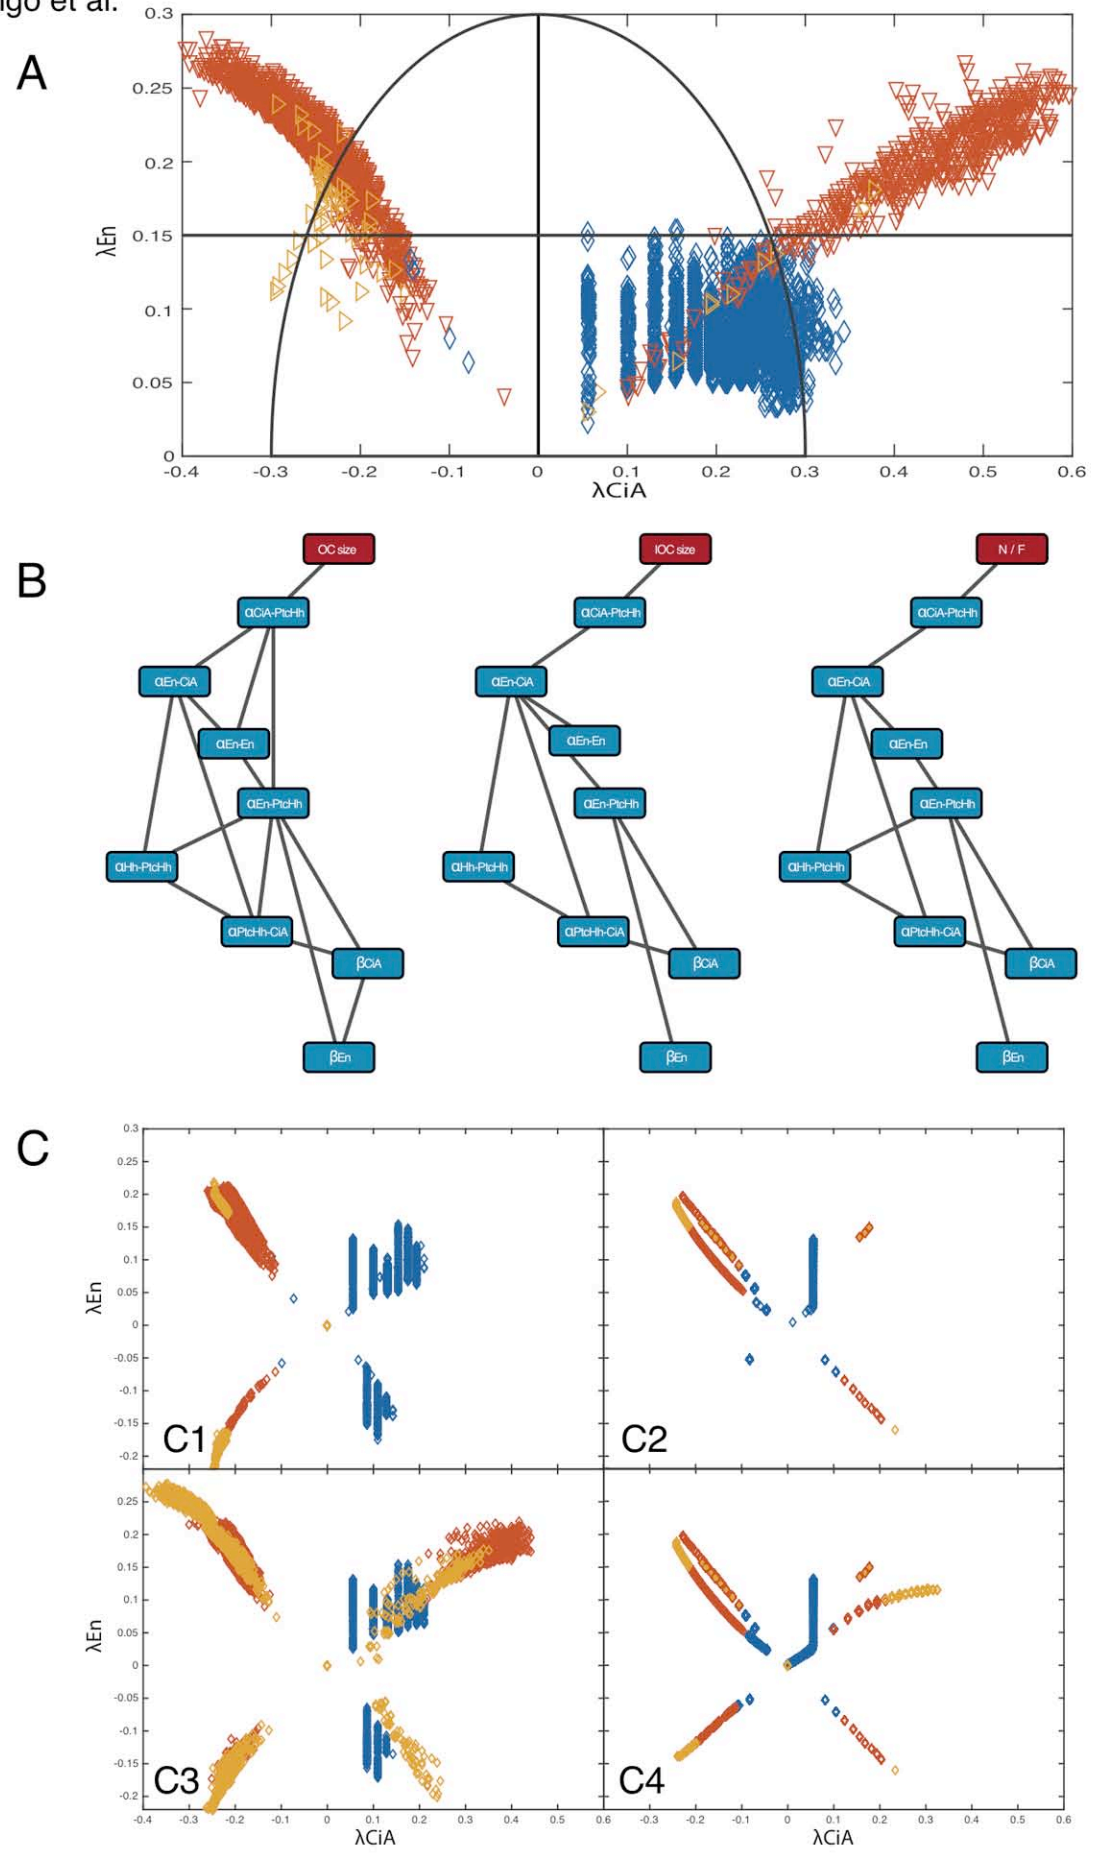 et al.
A
0.3
0.25
0.2
0.15
0.1
0.05
0
λEn
-0.4 -0.3 -0.2 -0.1 0 0.1 0.2 0.3 0.4 0.5 0.6
λCiA
B
OC size IOC size N / F
αCiA-PtcHh αCiA-PtcHh αCiA-PtcHh
αEn-CiA αEn-CiA αEn-CiA
αEn-En αEn-En αEn-En
αEn-PtcHh αEn-PtcHh αEn-PtcHh
αHh-PtcHh αHh-PtcHh αHh-PtcHh
αPtcHh-CiA αPtcHh-CiA αPtcHh-CiA
βCiA βCiA βCiA
βEn βEn βEn
C
0.3
0.25
0.2
0.15
0.1
0.05
0
-0.05
-0.1
-0.15
-0.2
λEn
C1 C2
0.25
0.2
0.15
0.1
0.05
0
-0.05
-0.1
-0.15
-0.2
λEn
C3 C4
-0.4 -0.3 -0.2 -0.1 0 0.1 0.2 0.3 0.4 0.5 0.6 -0.3 -0.2 -0.1 0 0.1 0.2 0.3 0.4 0.5 0.6
λCiA λCiA